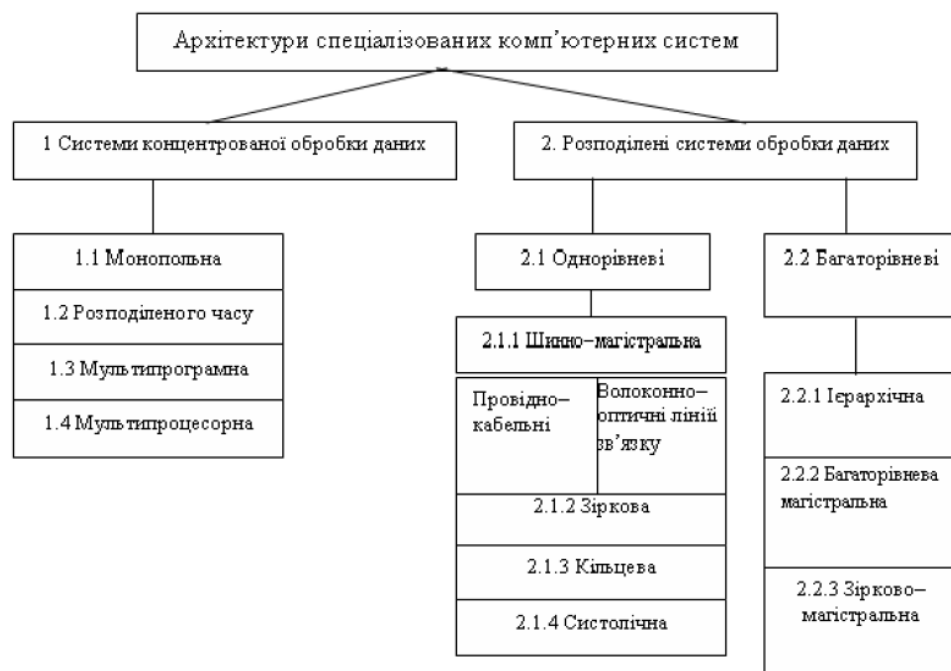 Архітектури спеціалізованих комп’ютерних систем
1 Системи концентрованої обробки даних
2. Розподілені системи обробки даних
1.1 Монопольна
1.2 Розподіленого часу
1.3 Мультипрограмна
1.4 Мультипроцесорна
2.1 Однорівневі
2.1.1 Шинно–магістральна
Провідно–
кабельні
Волоконно–
оптичні лініїї
зв’язку
2.1.2 Зіркова
2.1.3 Кільцева
2.1.4 Систолічна
2.2 Багаторівневі
2.2.1 Ієрархічна
2.2.2 Багаторівнева
магістральна
2.2.3 Зірково–
магістральна